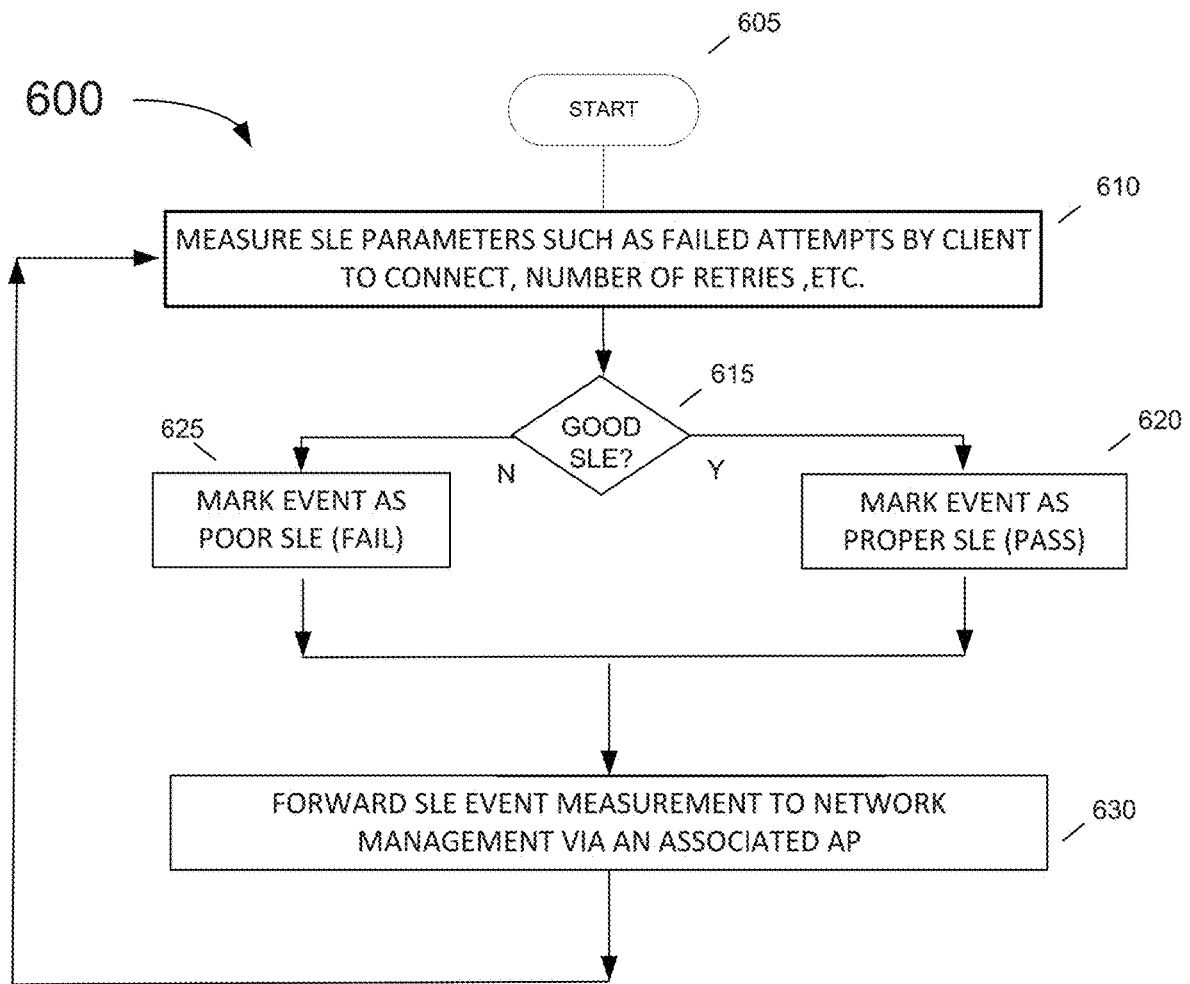 605
START
600
610
MEASURE SLE PARAMETERS SUCH AS FAILED ATTEMPTS BY CLIENT
TO CONNECT, NUMBER OF RETRIES ,ETC.
615
GOOD
SLE?
N
Y
625
MARK EVENT AS
POOR SLE (FAIL)
620
MARK EVENT AS
PROPER SLE (PASS)
FORWARD SLE EVENT MEASUREMENT TO NETWORK
MANAGEMENT VIA AN ASSOCIATED AP
630